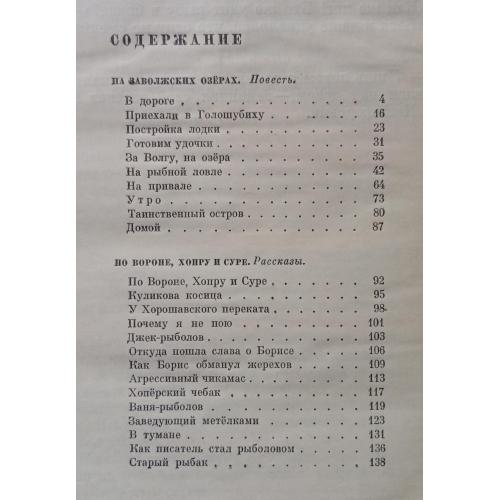 СОДЕРЖАНИЕ
НА ЗАВОЛЖСКИХ ОЗЁРАХ. Повесть.
В дороге . . . . . . . . . . . . . 4
Приехали в Голошубиху . . . . . . . 16
Постройка лодки . . . . . . . . . . 23
Готовим удочки . . . . . . . . . . 31
За Волгу, на озёра . . . . . . . . . 35
На рыбной ловле . . . . . . . . . . 42
На привале . . . . . . . . . . . . 64
Утро . . . . . . . . . . . . . . 73
Таинственный остров . . . . . . . . 80
Домой . . . . . . . . . . . . . . 87
ПО ВОРОНЕ, ХОПРУ И СУРЕ. Рассказы.
По Вороне, Хопру и Суре . . . . . . 92
Куликова косица . . . . . . . . . . 95
У Хорошавского переката . . . . . . 98
Почему я не пою . . . . . . . . . . 101
Джек-рыболов . . . . . . . . . . . 103
Откуда пошла слава о Борисе . . . . . 106
Как Борис обманул жерехов . . . . . . 109
Агрессивный чикамас . . . . . . . . 113
Хопёрский чебак . . . . . . . . . . 117
Ваня-рыболов . . . . . . . . . . . 119
Заведующий метёлками . . . . . . . . 123
В тумане . . . . . . . . . . . . . 131
Как писатель стал рыболовом . . . . . 136
Старый рыбак . . . . . . . . . . . 138